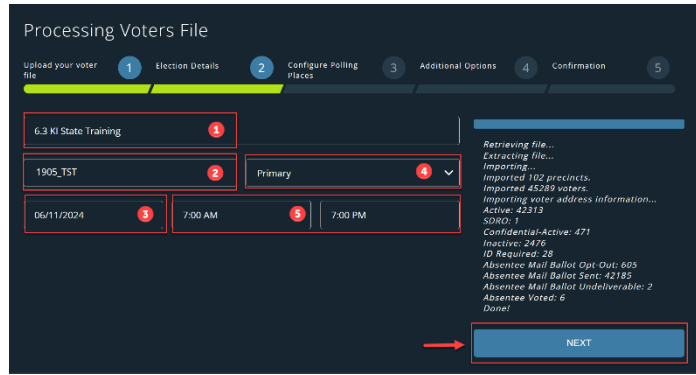 Processing Voters File
Upload your voter file
1
Election Details
2
Configure Polling Places
3
Additional Options
4
Confirmation
5
6.3 KI State Training
1
1905_TST
2
Primary
4
06/11/2024
3
7:00 AM
5
7:00 PM
Retrieving file...
Extracting file...
Importing...
Imported 102 precincts.
Imported 45289 voters.
Importing voter address information...
Active: 42313
SDRO: 1
Confidential-Active: 471
Inactive: 2476
ID Required: 28
Absentee Mail Ballot Opt-Out: 605
Absentee Mail Ballot Sent: 42185
Absentee Mail Ballot Undeliverable: 2
Absentee Voted: 6
Done!
NEXT